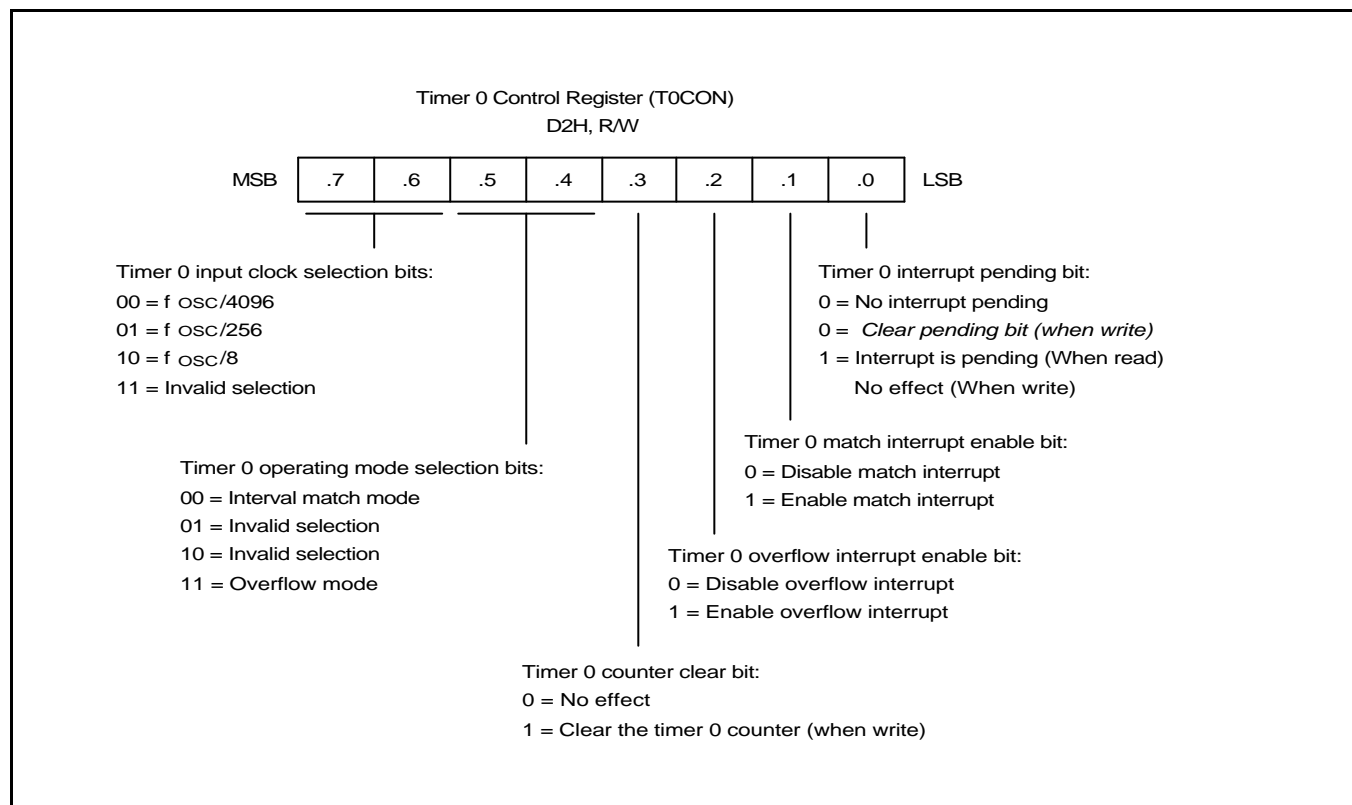 Timer 0 Control Register (T0CON)
D2H, R/W
MSB .7 .6 .5 .4 .3 .2 .1 .0 LSB
Timer 0 input clock selection bits:
00 = f OSC/4096
01 = f OSC/256
10 = f OSC/8
11 = Invalid selection
Timer 0 interrupt pending bit:
0 = No interrupt pending
0 = Clear pending bit (when write)
1 = Interrupt is pending (When read)
No effect (When write)
Timer 0 operating mode selection bits:
00 = Interval match mode
01 = Invalid selection
10 = Invalid selection
11 = Overflow mode
Timer 0 match interrupt enable bit:
0 = Disable match interrupt
1 = Enable match interrupt
Timer 0 overflow interrupt enable bit:
0 = Disable overflow interrupt
1 = Enable overflow interrupt
Timer 0 counter clear bit:
0 = No effect
1 = Clear the timer 0 counter (when write)